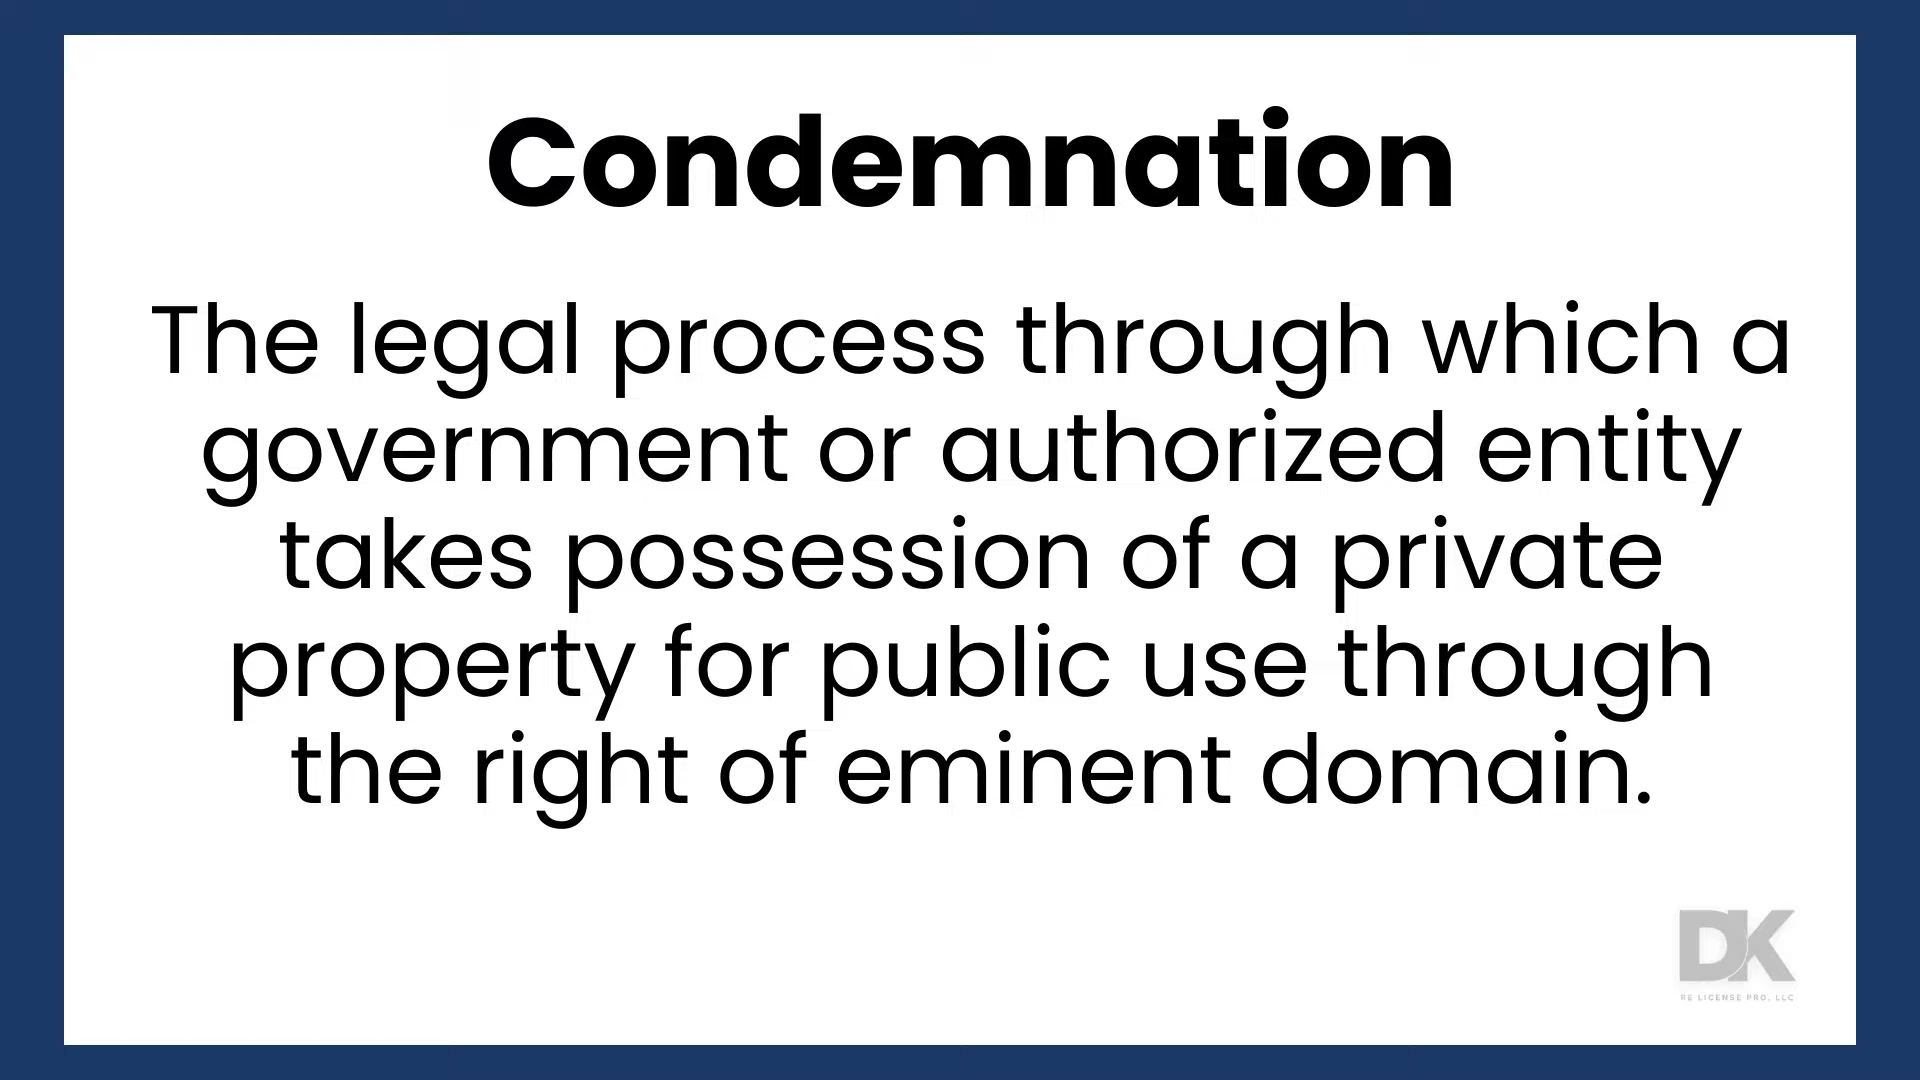 Condemnation
The legal process through which a
government or authorized entity
takes possession of a private
property for public use through
the right of eminent domain.
DK
RE LICENSE PRO, LLC